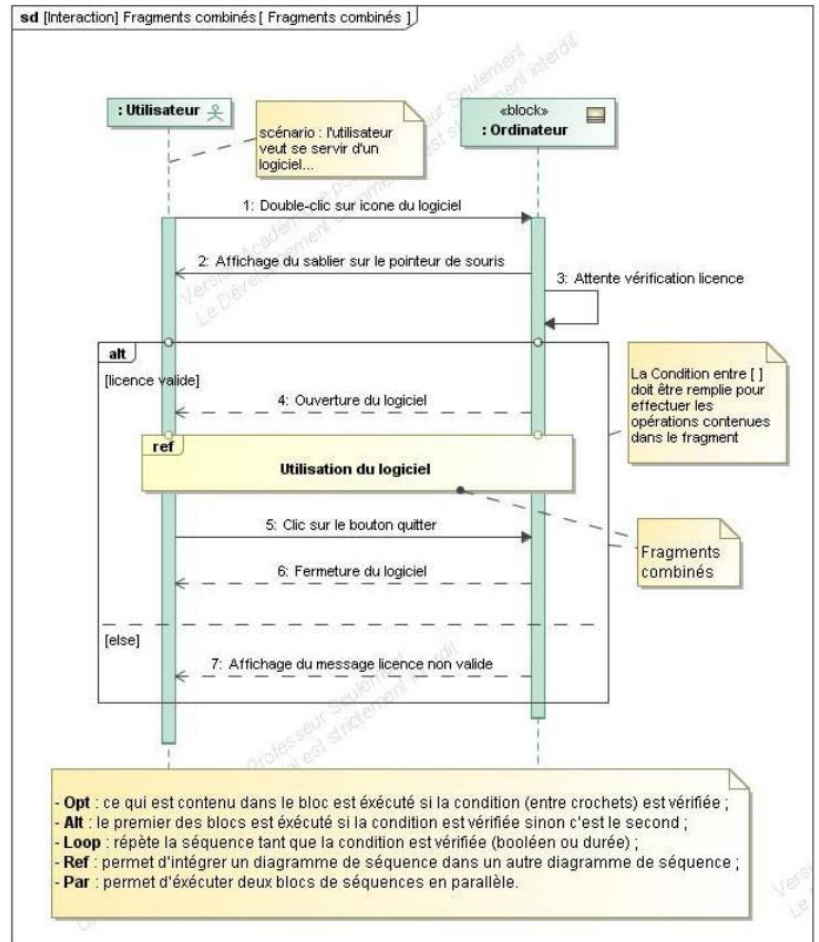 sd [Interaction] Fragments combinés [ Fragments combinés ]
: Utilisateur
scénario : l'utilisateur
veut se servir d'un
logiciel...
«block»
: Ordinateur
1: Double-clic sur icone du logiciel
2: Affichage du sablier sur le pointeur de souris
3: Attente vérification licence
alt
[licence valide]
4: Ouverture du logiciel
La Condition entre [ ]
doit être remplie pour
effectuer les
opérations contenues
dans le fragment
ref
Utilisation du logiciel
5: Clic sur le bouton quitter
Fragments
combinés
6: Fermeture du logiciel
[else]
7: Affichage du message licence non valide
- Opt : ce qui est contenu dans le bloc est éxécuté si la condition (entre crochets) est vérifiée ;
- Alt : le premier des blocs est éxécuté si la condition est vérifiée sinon c'est le second ;
- Loop : répète la séquence tant que la condition est vérifiée (booléen ou durée) ;
- Ref : permet d'intégrer un diagramme de séquence dans un autre diagramme de séquence ;
- Par : permet d'éxécuter deux blocs de séquences en parallèle.